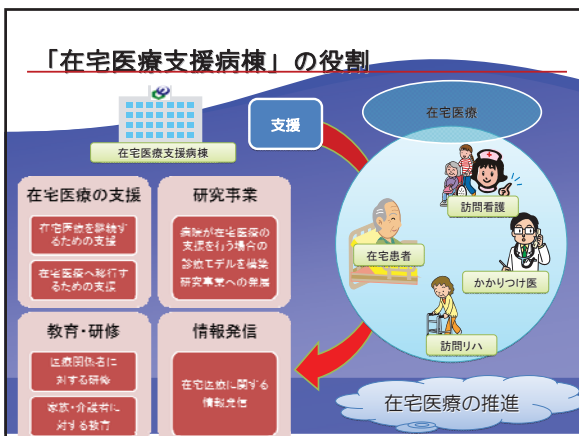 「在宅医療支援病棟」の役割
在宅医療支援病棟
支援
在宅医療
訪問看護
在宅患者
かかりつけ医
訪問リハ
在宅医療の支援
在宅医療を継続す
るための支援
在宅医療へ移行す
るための支援
研究事業
病院が在宅医療の
支援を行う場合の
診療モデルを構築
研究事業への発展
教育・研修
医療関係者に
対する研修
家族・介護者に
対する教育
情報発信
在宅医療に関する
情報発信
在宅医療の推進